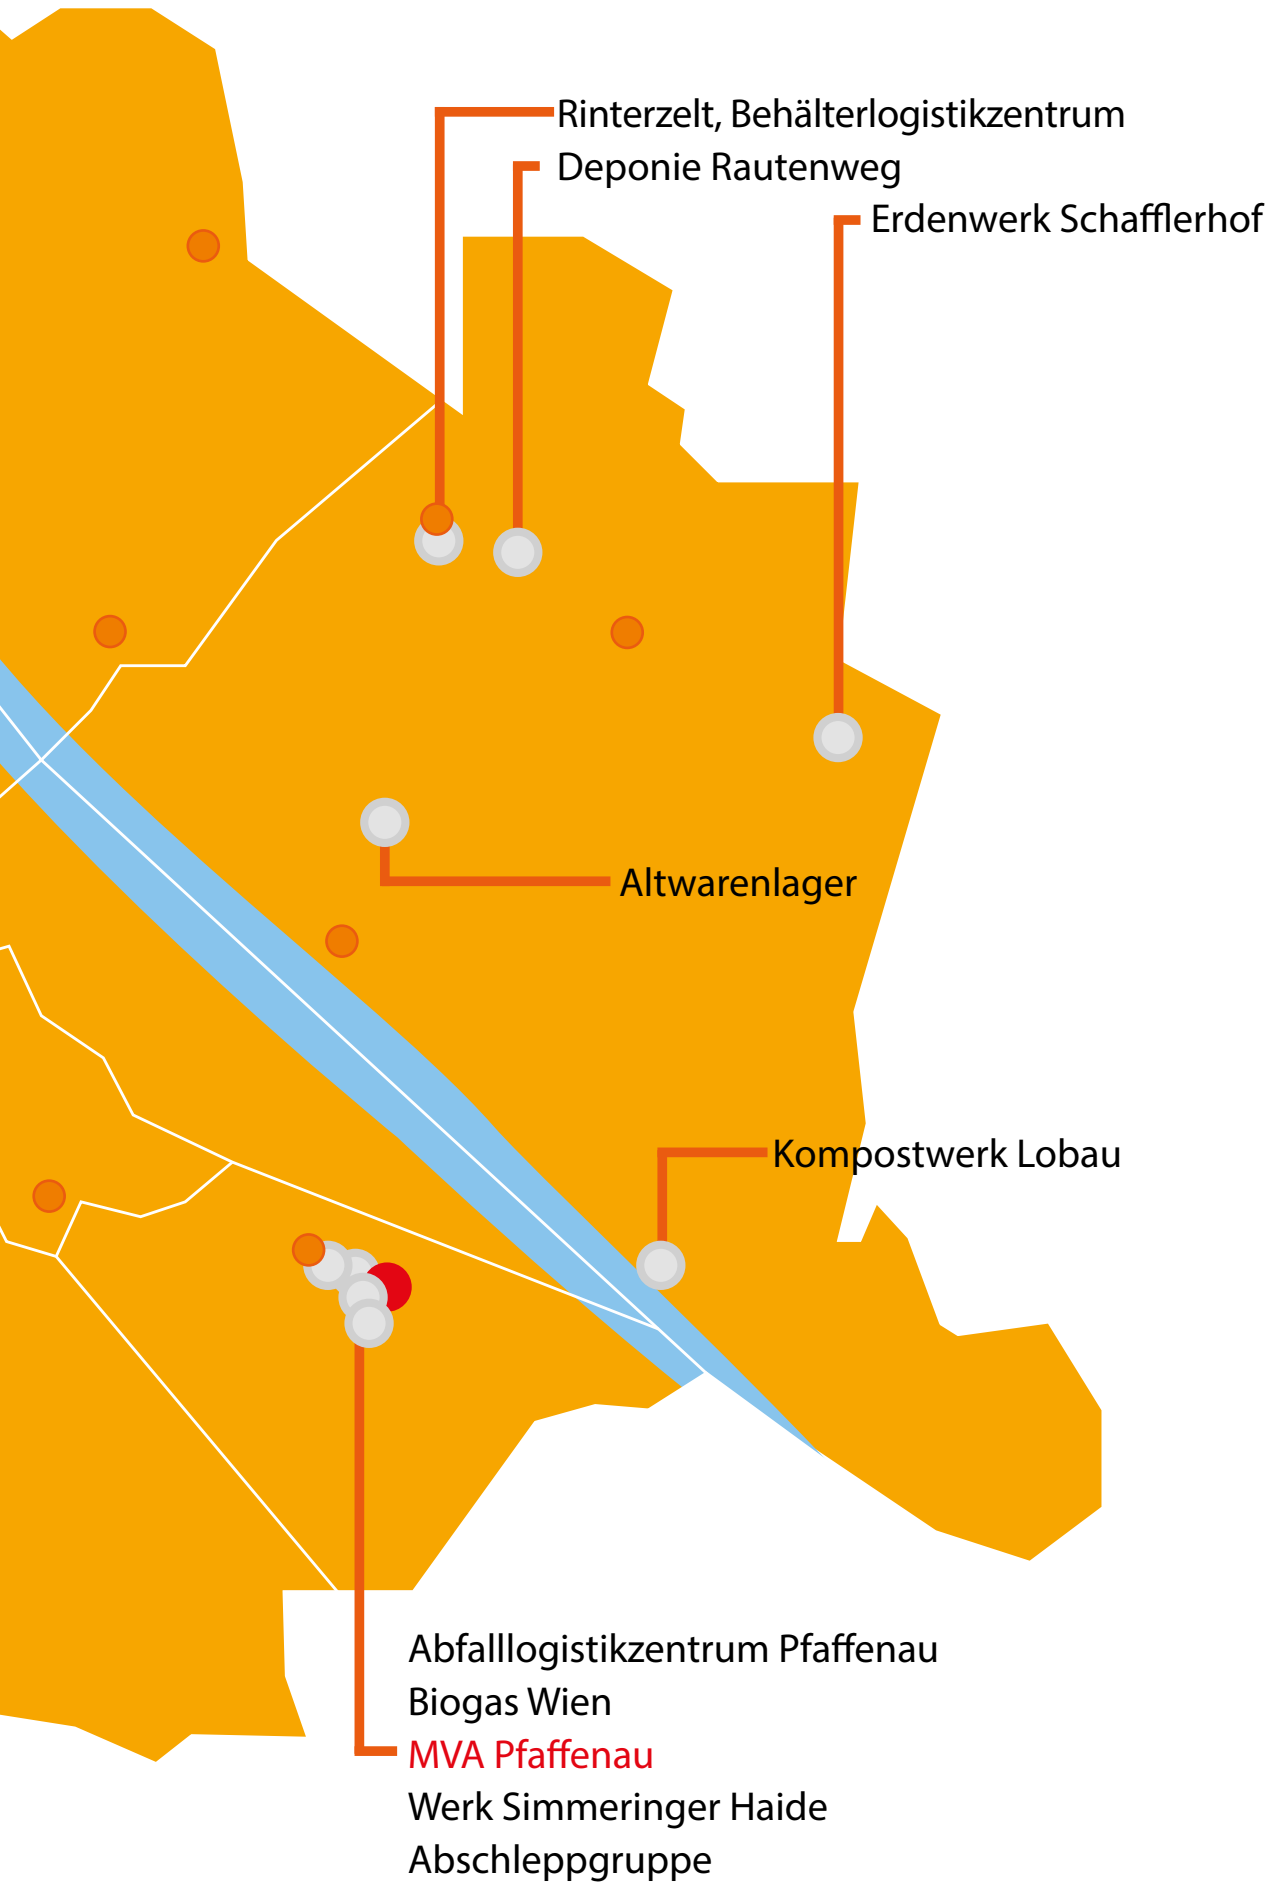 Rinterzelt, Behälterlogistikzentrum
Deponie Rautenweg
Erdenwerk Schafflerhof
Altwarenlager
Kompostwerk Lobau
Abfalllogistikzentrum Pfaffenau
Biogas Wien
MVA Pfaffenau
Werk Simmeringer Haide
Abschleppgruppe